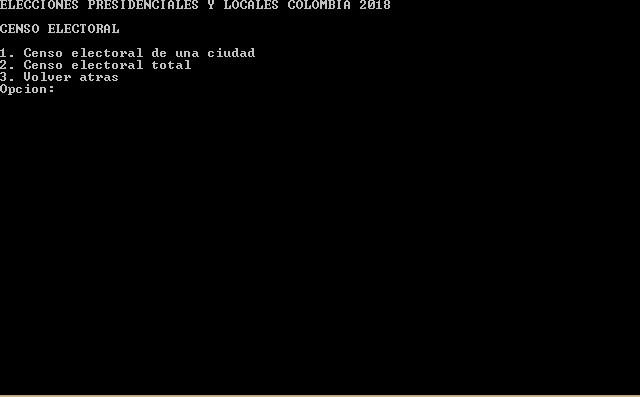 ELECCIONES PRESIDENCIALES Y LOCALES COLOMBIA 2018
CENSO ELECTORAL
1. Censo electoral de una ciudad
2. Censo electoral total
3. Volver atras
Opcion: